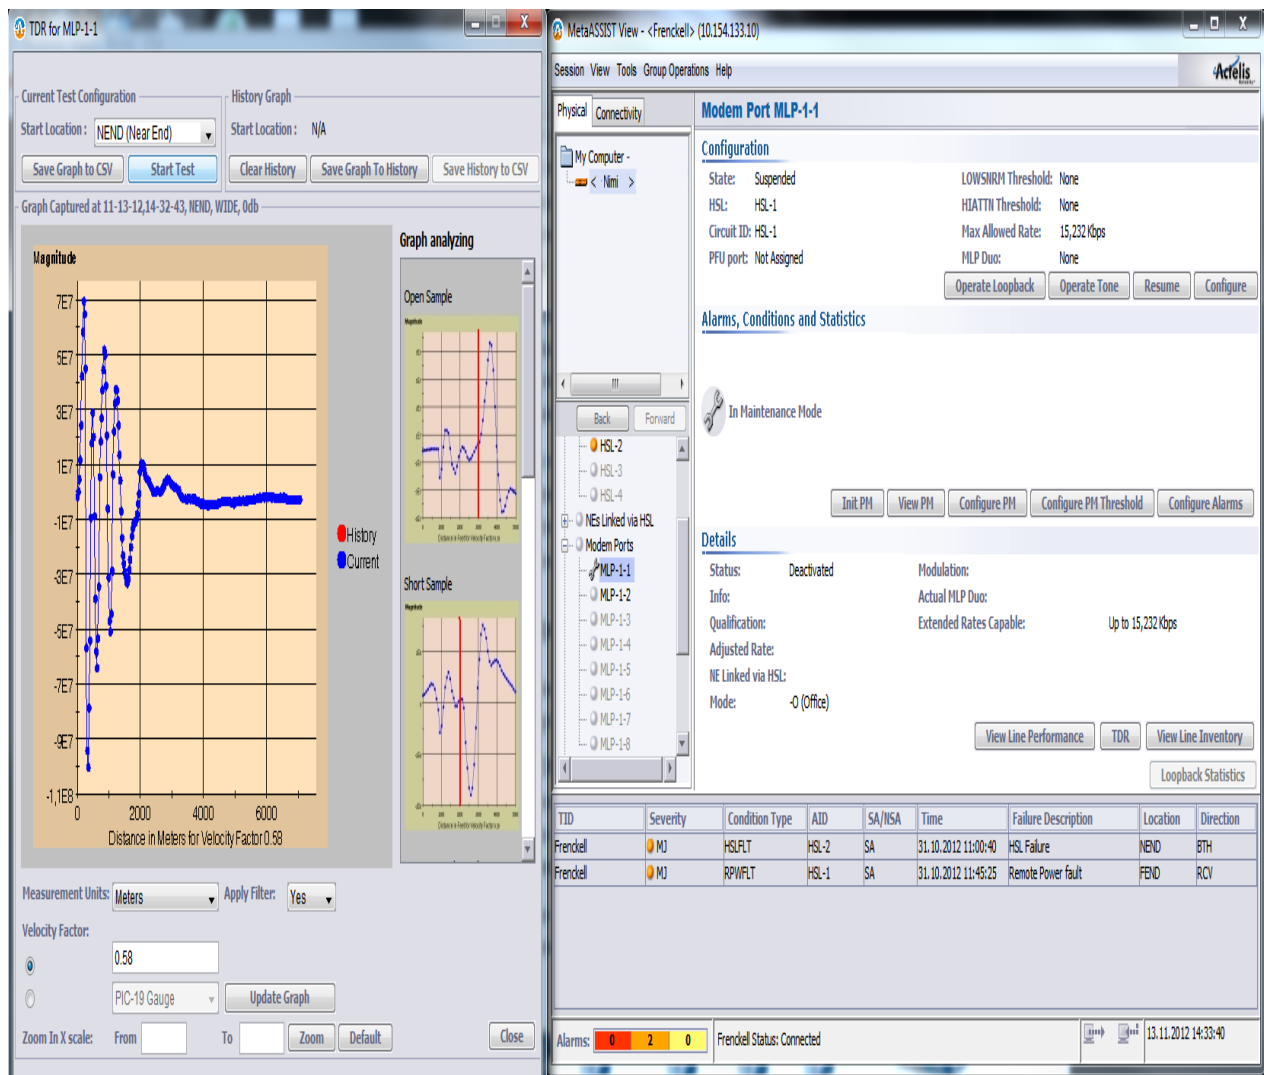 TDR for MLP-1-1
Current Test Configuration
History Graph
Start Location :
NEND (Near End)
Start Location :
N/A
Save Graph to CSV
Start Test
Clear History
Save Graph To History
Save History to CSV
Graph Captured at 11-13-12,14-32-43, NEND, WIDE, 0db
Magnitude
7E7
5E7
3E7
1E7
-1E7
-3E7
-5E7
-7E7
-9E7
-1,1E8
0 2000 4000 6000
Distance in Meters for Velocity Factor 0.58
History
Current
Graph analyzing
Open Sample
Magnitude
Short Sample
Magnitude
Measurement Units:
Meters
Apply Filter:
Yes
Velocity Factor:
0.58
PIC-19 Gauge
Update Graph
Zoom In X scale:
From
To
Zoom
Default
Close
MetaASSIST View - <Frenckell> (10.154.133.10)
Session View Tools Group Operations Help
Actelis
Physical
Connectivity
My Computer -
< Nimi >
Back
Forward
HSL-2
HSL-3
HSL-4
NEs Linked via HSL
Modem Ports
MLP-1-1
MLP-1-2
MLP-1-3
MLP-1-4
MLP-1-5
MLP-1-6
MLP-1-7
MLP-1-8
Modem Port MLP-1-1
Configuration
State: Suspended
LOWSNRM Threshold: None
HSL: HSL-1
HIATTN Threshold: None
Circuit ID: HSL-1
Max Allowed Rate: 15,232 Kbps
PFU port: Not Assigned
MLP Duo: None
Operate Loopback
Operate Tone
Resume
Configure
Alarms, Conditions and Statistics
In Maintenance Mode
Init PM
View PM
Configure PM
Configure PM Threshold
Configure Alarms
Details
Status: Deactivated
Modulation:
Info:
Actual MLP Duo:
Qualification:
Extended Rates Capable: Up to 15,232 Kbps
Adjusted Rate:
NE Linked via HSL:
Mode: -O (Office)
View Line Performance
TDR
View Line Inventory
Loopback Statistics
TID Severity Condition Type AID SA/NSA Time Failure Description Location Direction
Frenckell MJ HSLFLT HSL-2 SA 31.10.2012 11:00:40 HSL Failure NEND BTH
Frenckell MJ RPWFLT HSL-1 SA 31.10.2012 11:45:25 Remote Power fault FEND RCV
Alarms: 0 2 0
Frenckell Status: Connected
13.11.2012 14:33:40